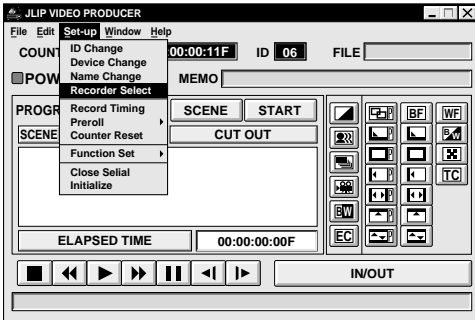 JLIP VIDEO PRODUCER
File Edit Set-up Window Help
COUNT 00:00:11F ID 06 FILE
ID Change
Device Change
Name Change
Recorder Select
Record Timing
Preroll
Counter Reset
Function Set
Close Selial
Initialize
POW MEMO
PROGR SCENE START
SCENE CUT OUT
BF WF
P
BW
TC
BW
EC
ELAPSED TIME 00:00:00:00F
IN/OUT